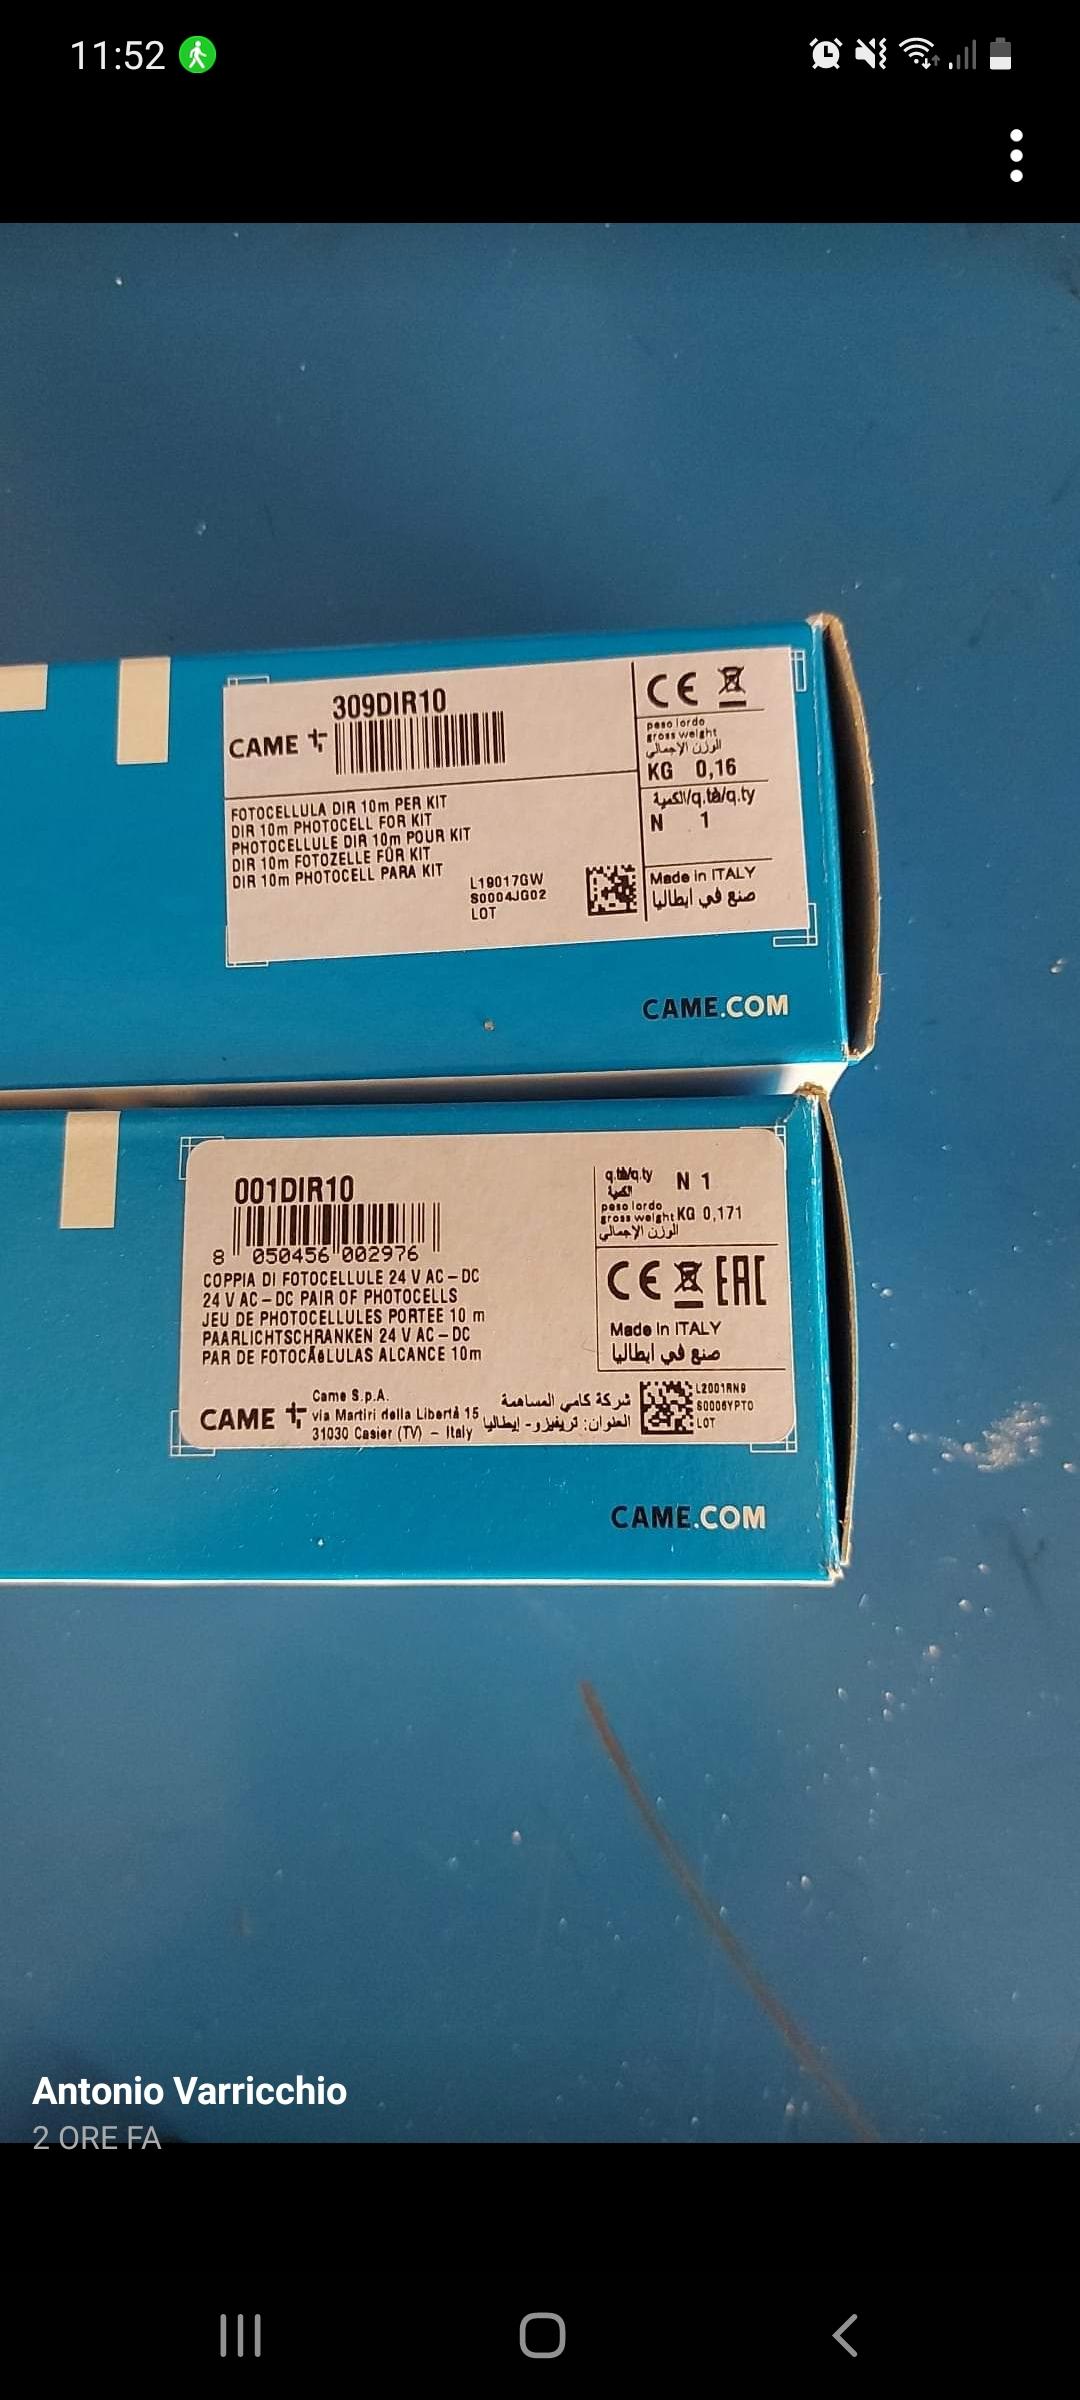 11:52
309DIR10
CAME
FOTOCELLULA DIR 10m PER KIT
DIR 10m PHOTOCELL FOR KIT
PHOTOCELLULE DIR 10m POUR KIT
DIR 10m FOTOZELLE FÜR KIT
DIR 10m PHOTOCELL PARA KIT
L19017GW
S0004JG02
LOT
CE
peso lordo
gross weight
الوزن الإجمالي
KG 0,16
الكمية/q.tà/q.ty
N 1
Made in ITALY
صنع في ايطاليا
CAME.COM
001DIR10
8 050456 002976
COPPIA DI FOTOCELLULE 24 V AC – DC
24 V AC – DC PAIR OF PHOTOCELLS
JEU DE PHOTOCELLULES PORTEE 10 m
PAARLICHTSCHRANKEN 24 V AC – DC
PAR DE FOTOCéLULAS ALCANCE 10m
q.tà/q.ty N 1
الكمية
peso lordo
gross weight KG 0,171
الوزن الإجمالي
CE EAC
Made in ITALY
صنع في ايطاليا
CAME
Came S.p.A.
via Martiri della Libertà 15
31030 Casier (TV) – Italy
شركة كامي المساهمة
العنوان: تريفيزو- إيطاليا
L2001RN9
S0006YPTO
LOT
CAME.COM
Antonio Varricchio
2 ORE FA